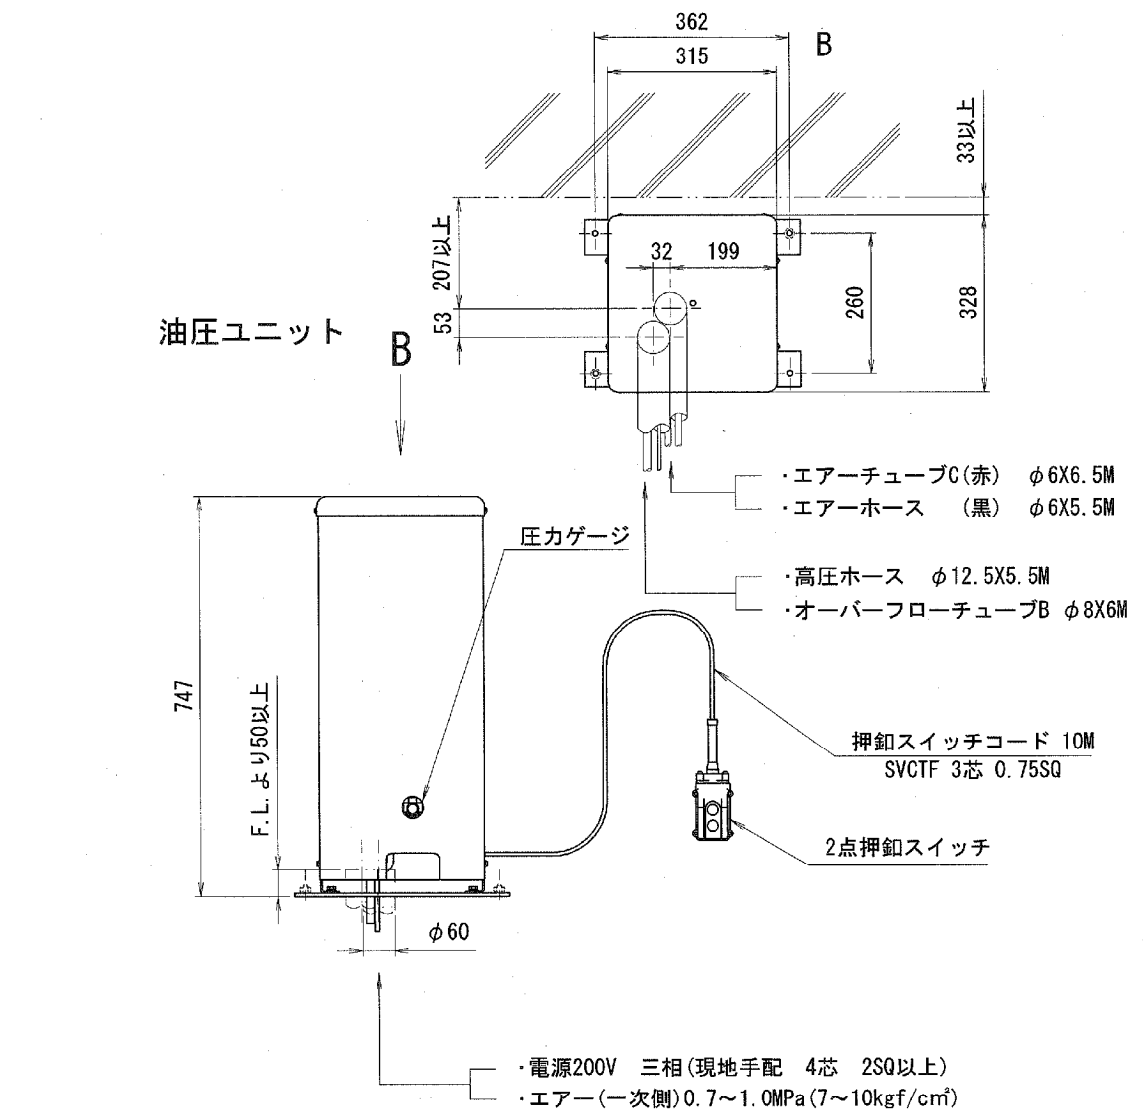 362
B
315
33以上
207以上
32
199
53
260
328
油圧ユニット
B
・エアーチューブC(赤) φ6X6.5M
・エアーホース (黒) φ6X5.5M
圧力ゲージ
・高圧ホース φ12.5X5.5M
・オーバーフローチューブB φ8X6M
747
F.L.より50以上
押釦スイッチコード 10M
SVCTF 3芯 0.75SQ
2点押釦スイッチ
φ60
・電源200V 三相(現地手配 4芯 2SQ以上)
・エアー(一次側)0.7～1.0MPa(7～10kgf/c㎡)